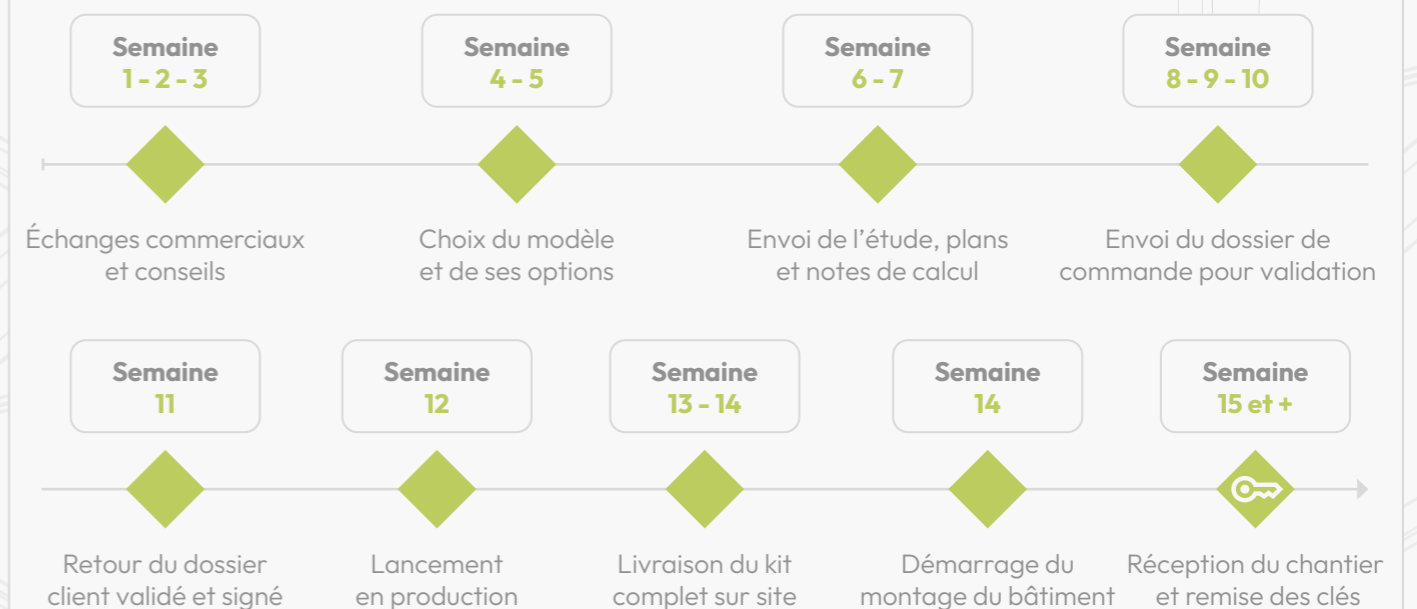 Semaine
1 - 2 - 3
Semaine
4 - 5
Semaine
6 - 7
Semaine
8 - 9 - 10
Échanges commerciaux
et conseils
Choix du modèle
et de ses options
Envoi de l’étude, plans
et notes de calcul
Envoi du dossier de
commande pour validation
Semaine
11
Semaine
12
Semaine
13 - 14
Semaine
14
Semaine
15 et +
Retour du dossier
client validé et signé
Lancement
en production
Livraison du kit
complet sur site
Démarrage du
montage du bâtiment
Réception du chantier
et remise des clés